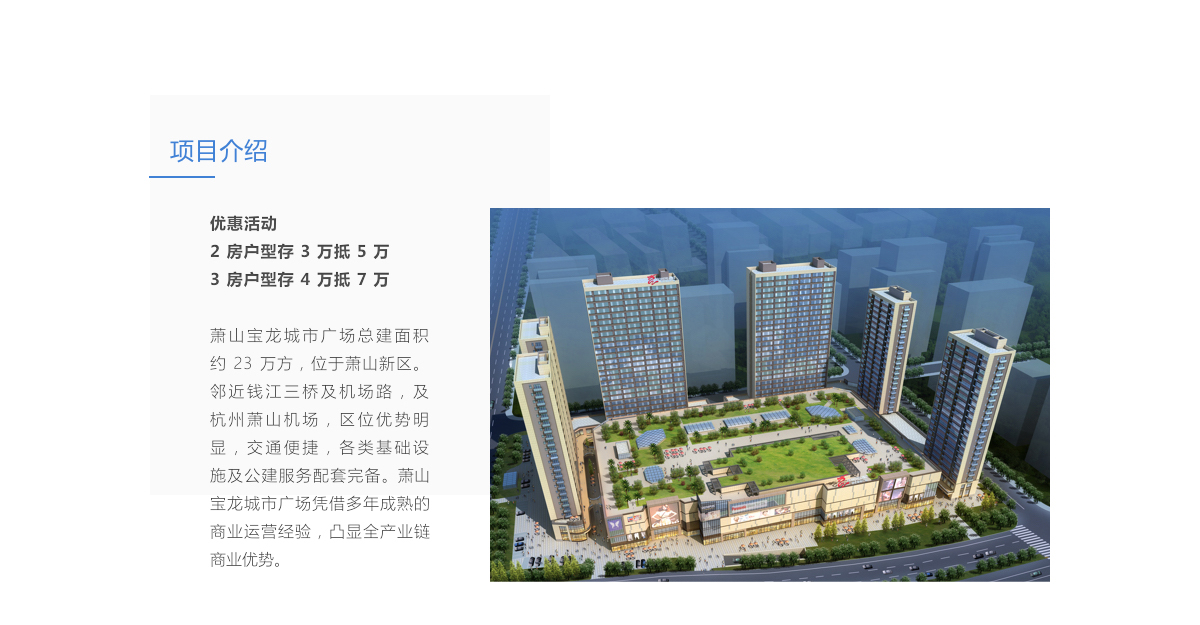 项目介绍
优惠活动
2 房户型存 3 万抵 5 万
3 房户型存 4 万抵 7 万
萧山宝龙城市广场总建面积
约 23 万方，位于萧山新区。
邻近钱江三桥及机场路，及
杭州萧山机场，区位优势明
显，交通便捷，各类基础设
施及公建服务配套完备。萧山
宝龙城市广场凭借多年成熟的
商业运营经验，凸显全产业链
商业优势。